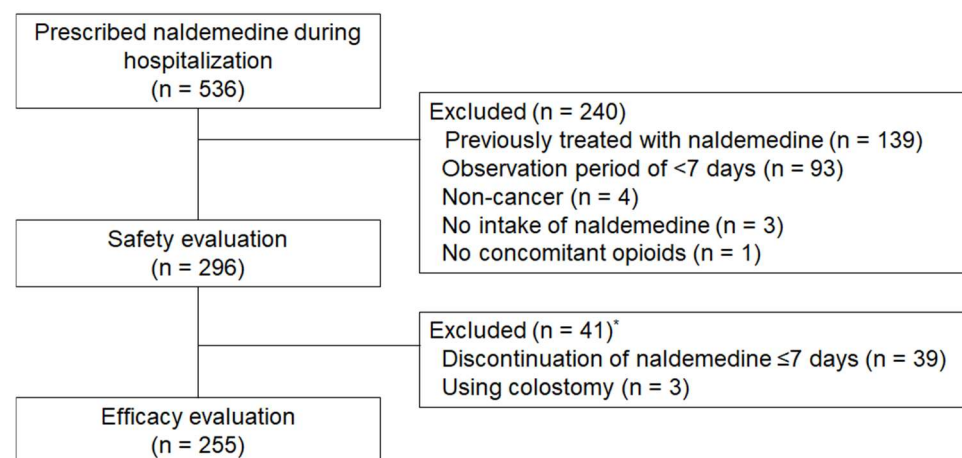 Prescribed naldemedine during
hospitalization
(n = 536)
Excluded (n = 240)
Previously treated with naldemedine (n = 139)
Observation period of <7 days (n = 93)
Non-cancer (n = 4)
No intake of naldemedine (n = 3)
No concomitant opioids (n = 1)
Safety evaluation
(n = 296)
Excluded (n = 41)*
Discontinuation of naldemedine ≤7 days (n = 39)
Using colostomy (n = 3)
Efficacy evaluation
(n = 255)